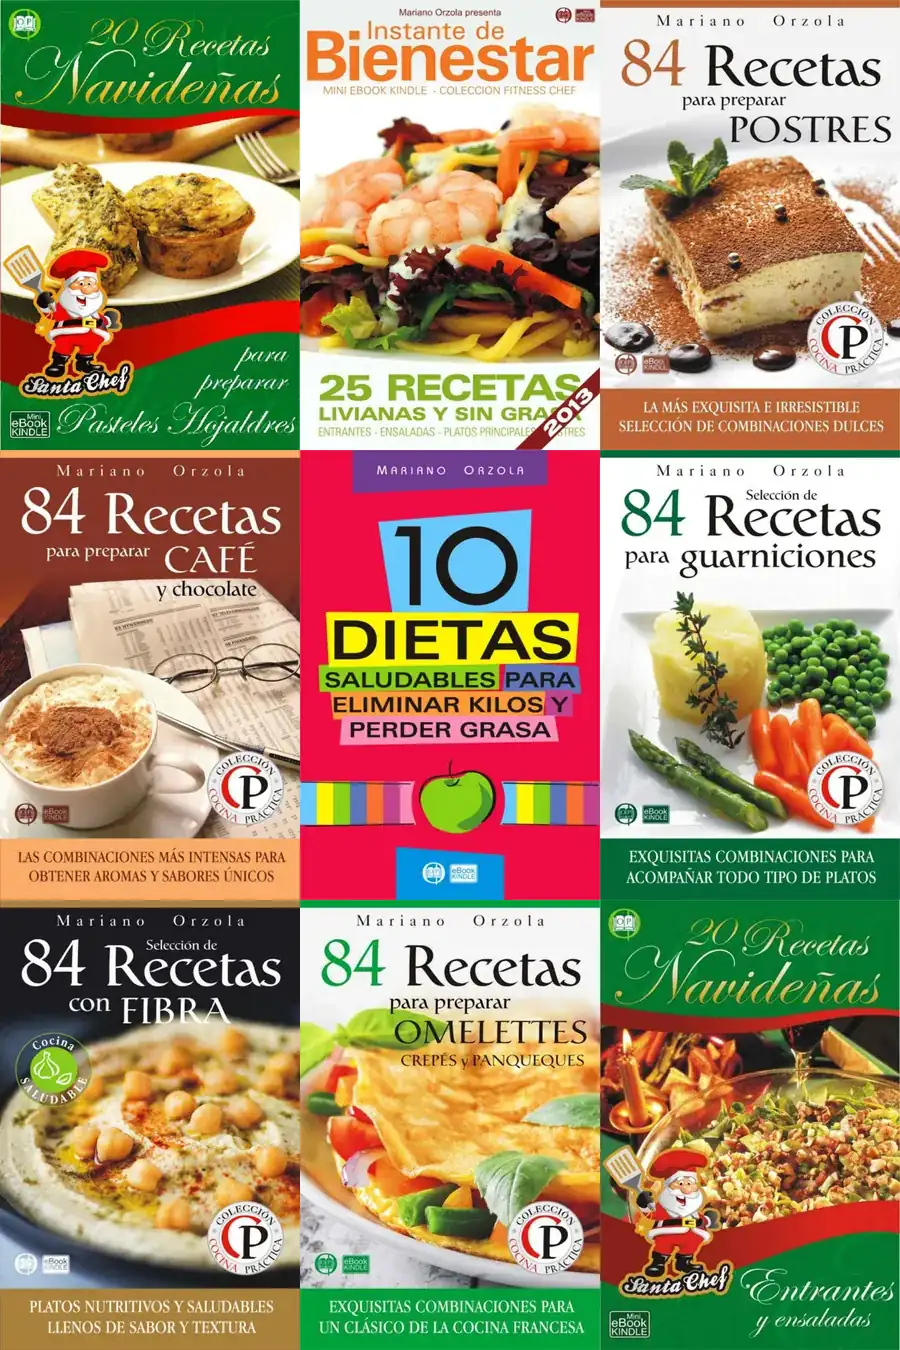 20 Recetas
Navideñas
Santa Chef
para
preparar
Pasteles Hojaldres
Mini
eBook
KINDLE
Mariano Orzola presenta
Instante de
Bienestar
MINI EBOOK KINDLE - COLECCION FITNESS CHEF
25 RECETAS
LIVIANAS Y SIN GRASA
ENTRANTES - ENSALADAS - PLATOS PRINCIPALES
2013
Mariano Orzola
84 Recetas
para preparar
POSTRES
COLECCIÓN
CP
COCINA PRÁCTICA
eBook
KINDLE
LA MÁS EXQUISITA E IRRESISTIBLE
SELECCIÓN DE COMBINACIONES DULCES
Mariano Orzola
84 Recetas
para preparar CAFÉ
y chocolate
COLECCIÓN
CP
COCINA PRÁCTICA
eBook
KINDLE
LAS COMBINACIONES MÁS INTENSAS PARA
OBTENER AROMAS Y SABORES ÚNICOS
MARIANO ORZOLA
10
DIETAS
SALUDABLES PARA
ELIMINAR KILOS Y
PERDER GRASA
eBook
KINDLE
Mariano Orzola
Selección de
84 Recetas
para guarniciones
COLECCIÓN
CP
COCINA PRÁCTICA
eBook
KINDLE
EXQUISITAS COMBINACIONES PARA
ACOMPAÑAR TODO TIPO DE PLATOS
Mariano Orzola
Selección de
84 Recetas
con FIBRA
Cocina
SALUDABLE
COLECCIÓN
CP
COCINA PRÁCTICA
eBook
KINDLE
PLATOS NUTRITIVOS Y SALUDABLES
LLENOS DE SABOR Y TEXTURA
Mariano Orzola
84 Recetas
para preparar
OMELETTES
CREPÉS y PANQUEQUES
COLECCIÓN
CP
COCINA PRÁCTICA
eBook
KINDLE
EXQUISITAS COMBINACIONES PARA
UN CLÁSICO DE LA COCINA FRANCESA
20 Recetas
Navideñas
Santa Chef
Entrantes
y ensaladas
Mini
eBook
KINDLE